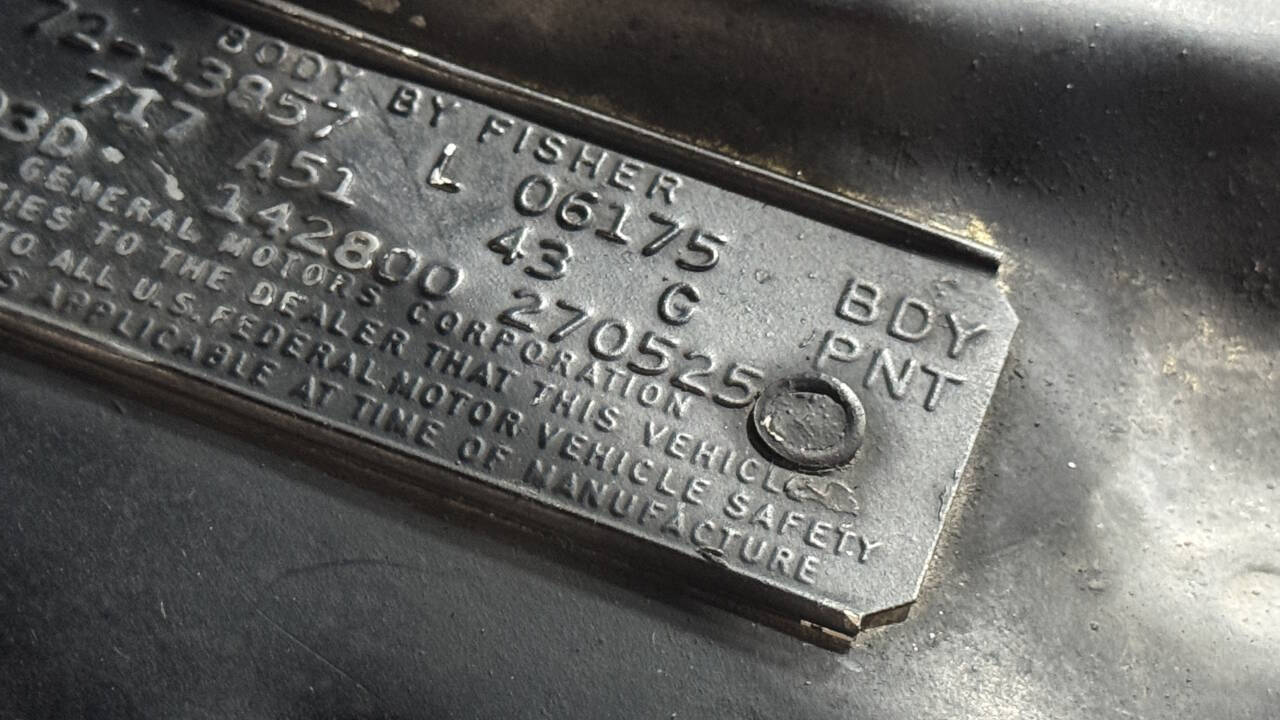 BODY BY FISHER
72-13857 L 06175 BDY
717 A51 43 G PNT
03D 142800 270525
GENERAL MOTORS CORPORATION
TO THE DEALER THAT THIS VEHICLE
TO ALL U.S. FEDERAL MOTOR VEHICLE SAFETY
APPLICABLE AT TIME OF MANUFACTURE